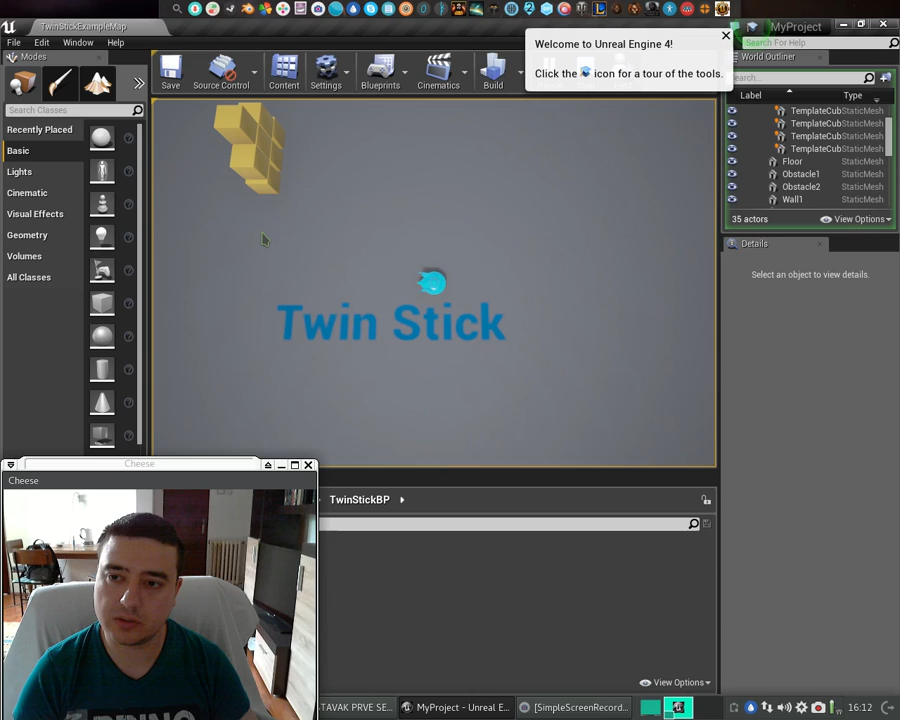 TwinStickExampleMap
MyProject
File Edit Window Help
Search For Help
Modes
Save
Source Control
Content
Settings
Blueprints
Cinematics
Build
Welcome to Unreal Engine 4!
Click the icon for a tour of the tools.
World Outliner
Search...
Label Type
TemplateCub StaticMesh
TemplateCub StaticMesh
TemplateCub StaticMesh
TemplateCub StaticMesh
Floor StaticMesh
Obstacle1 StaticMesh
Obstacle2 StaticMesh
Wall1 StaticMesh
35 actors View Options
Details
Select an object to view details.
Search Classes
Recently Placed
Basic
Lights
Cinematic
Visual Effects
Geometry
Volumes
All Classes
Twin Stick
Cheese
Cheese
TwinStickBP
View Options
TAVAK PRVE SE...
MyProject - Unreal E...
[SimpleScreenRecord...
16:12